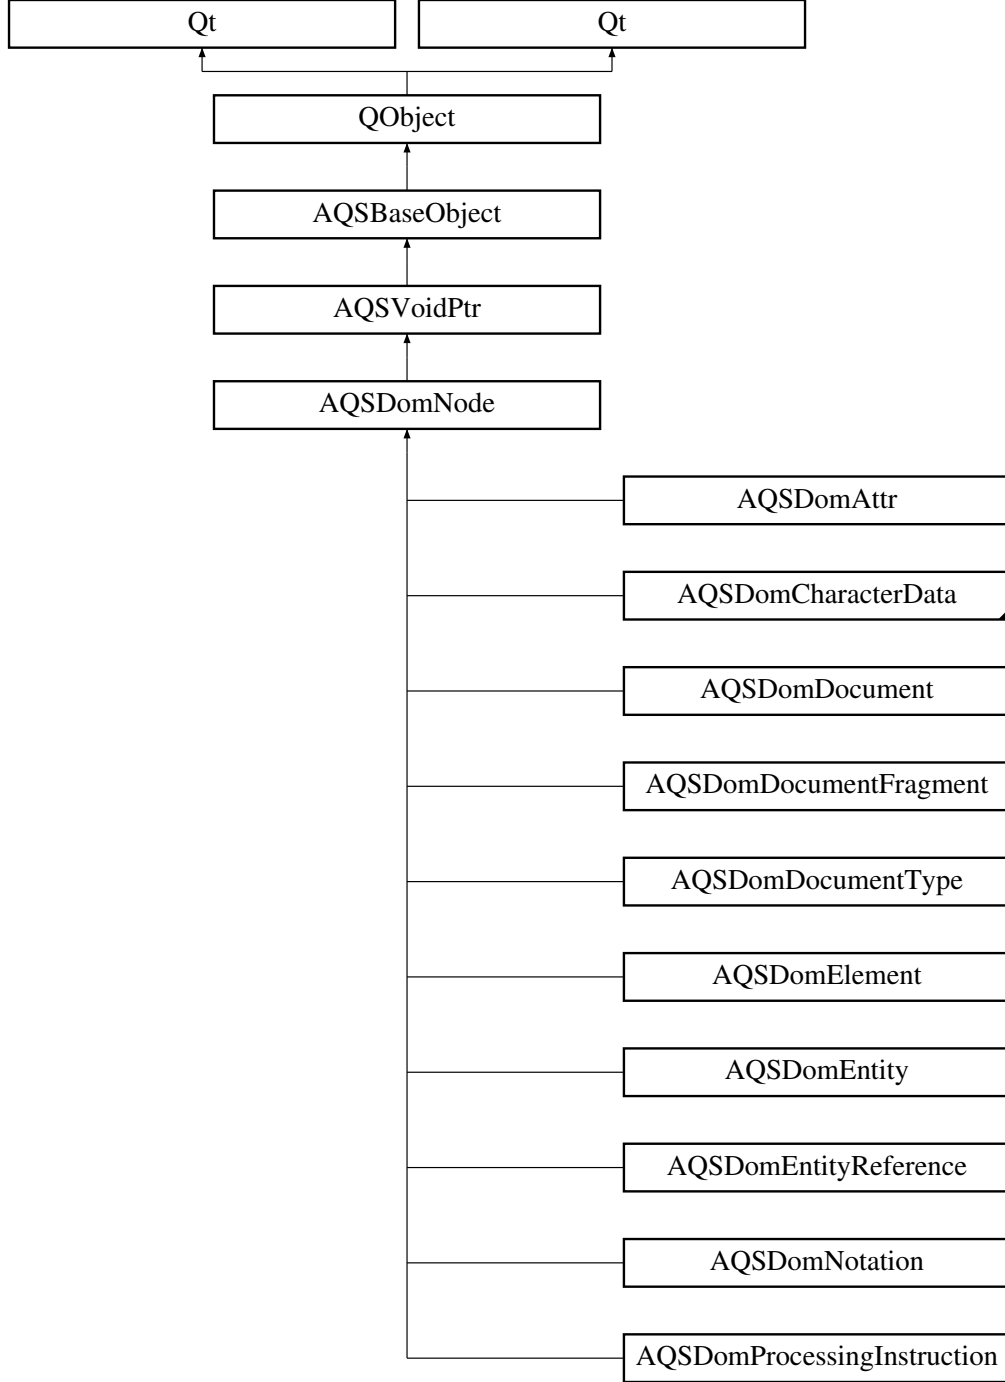 Qt
Qt
QObject
AQSBaseObject
AQSVoidPtr
AQSDomNode
AQSDomAttr
AQSDomCharacterData
AQSDomDocument
AQSDomDocumentFragment
AQSDomDocumentType
AQSDomElement
AQSDomEntity
AQSDomEntityReference
AQSDomNotation
AQSDomProcessingInstruction